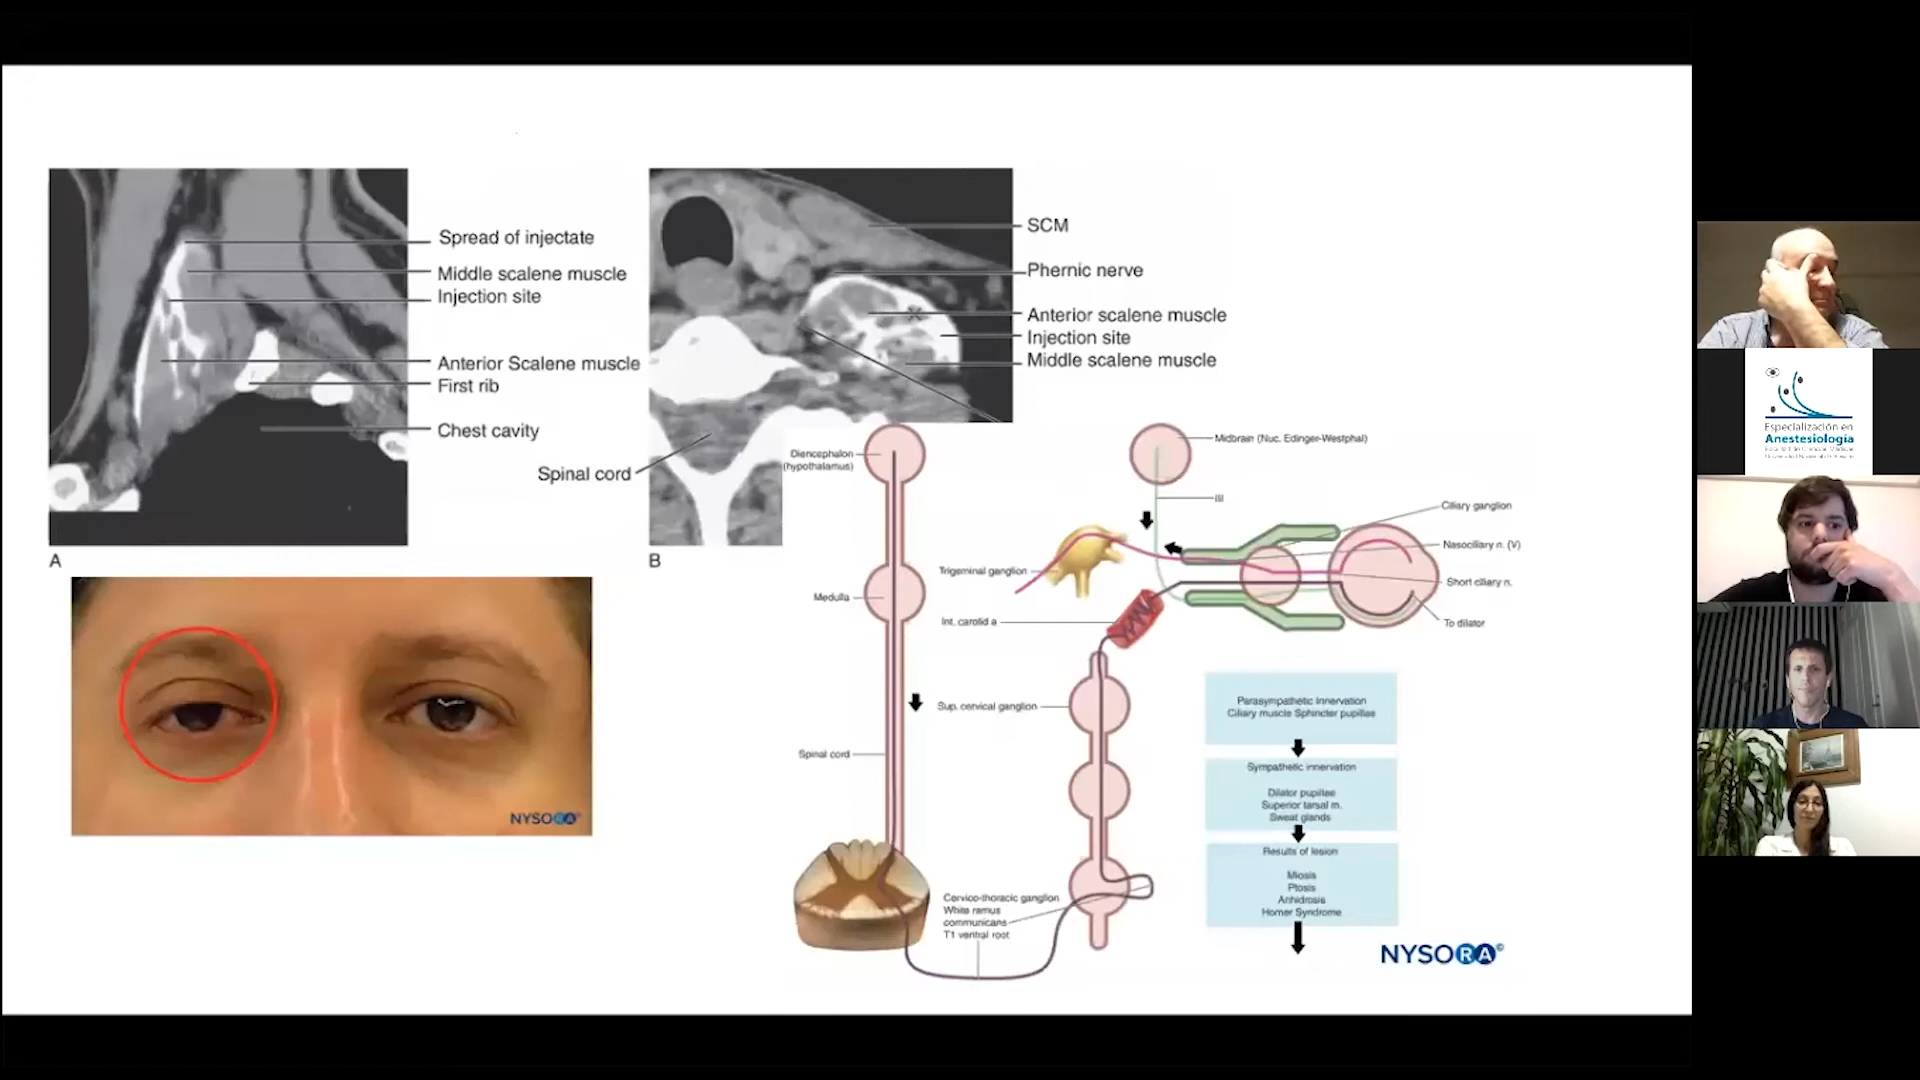 Spread of injectate
Middle scalene muscle
Injection site
Anterior Scalene muscle
First rib
Chest cavity
A
SCM
Phernic nerve
Anterior scalene muscle
Injection site
Middle scalene muscle
Spinal cord
B
NYSORA
Diencephalon
(hypothalamus)
Medulla
Spinal cord
Midbrain (Nuc. Edinger-Westphal)
III
Ciliary ganglion
Nasociliary n. (V)
Short ciliary n.
To dilator
Trigeminal ganglion
Int. carotid a
Sup. cervical ganglion
Cervico-thoracic ganglion
White ramus
communicans
T1 ventral root
Parasympathetic Innervation
Ciliary muscle Sphincter pupillae
Sympathetic innervation
Dilator pupillae
Superior tarsal m.
Sweat glands
Results of lesion
Miosis
Ptosis
Anhidrosis
Horner Syndrome
NYSORA©
Especialización en
Anestesiología